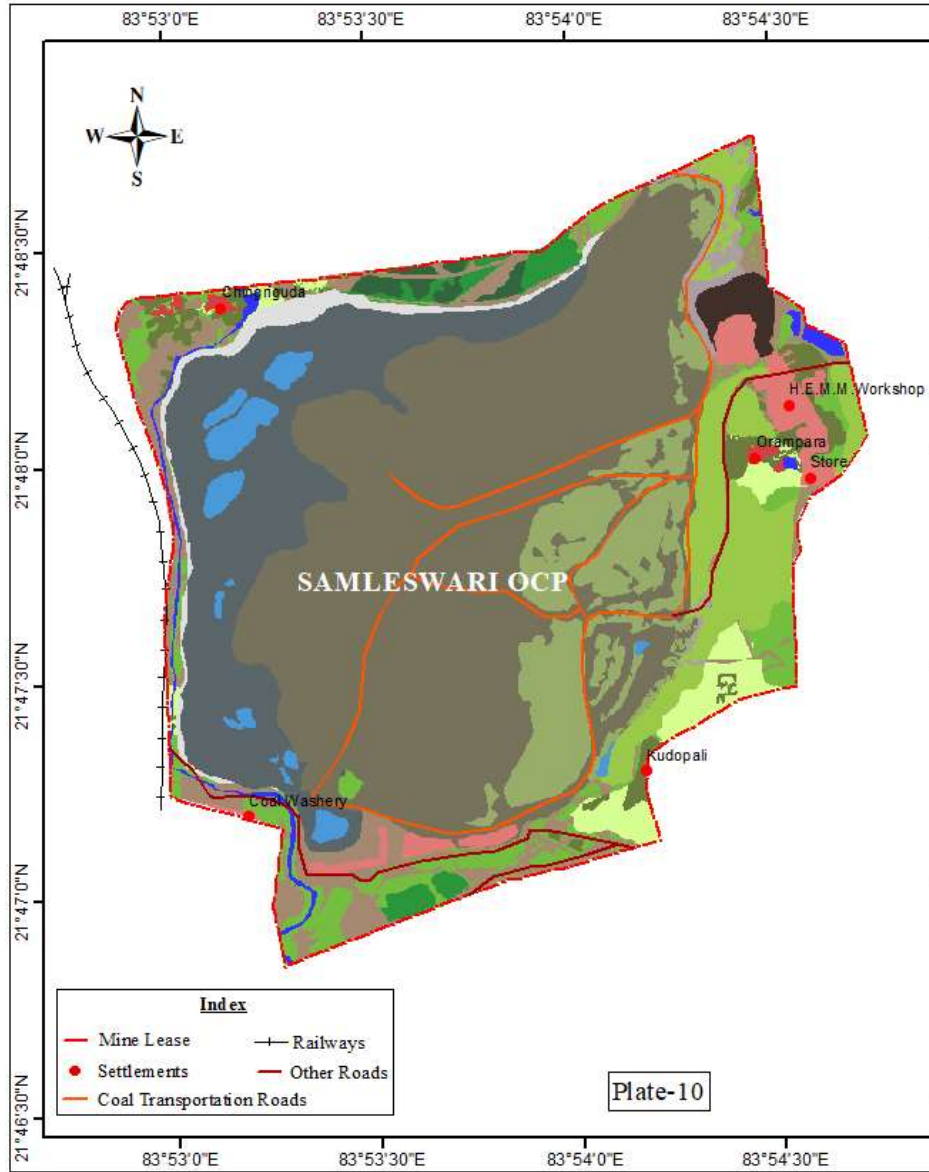 83°53'0"E 83°53'30"E 83°54'0"E 83°54'30"E
N
W E
S
21°48'30"N
Chingriguda
H.E.M.M.Workshop
Orampara
21°48'0"N
Store
SAMLESWARI OCP
21°47'30"N
Kudopali
Coal Washery
21°47'0"N
Index
Mine Lease Railways
Settlements Other Roads
Coal Transportation Roads
Plate-10
21°46'30"N
83°53'0"E 83°53'30"E 83°54'0"E 83°54'30"E